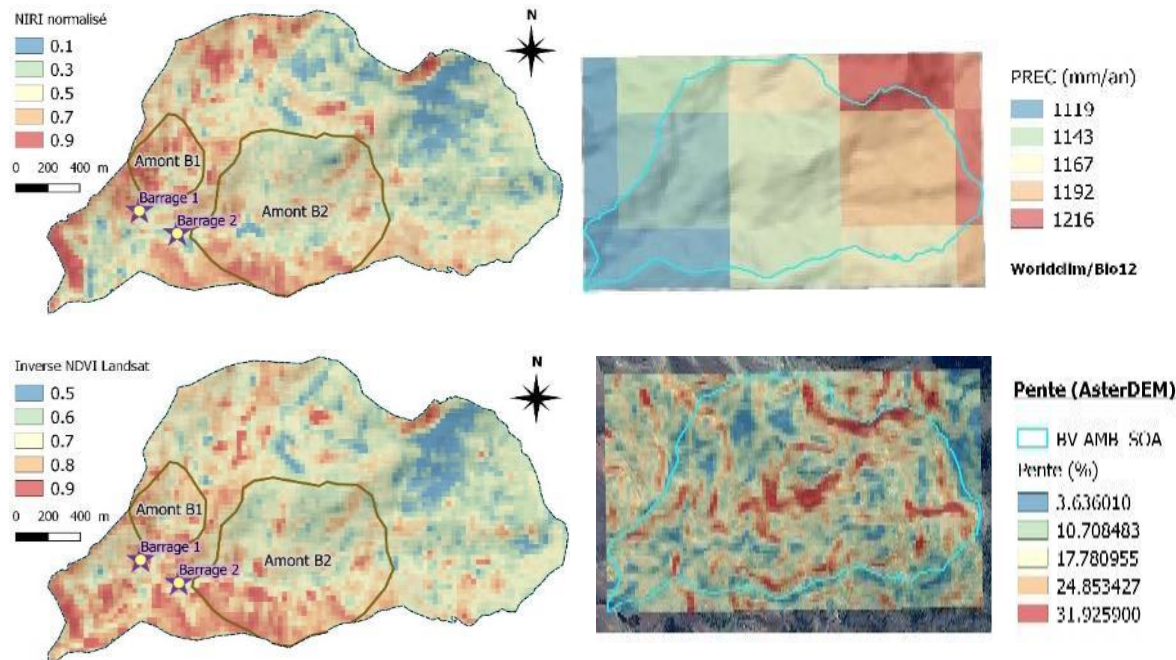 NIRI normalisé
0.1
0.3
0.5
0.7
0.9
0 200 400 m
N
Amont B1
Barrage 1
Barrage 2
Amont B2
PREC (mm/an)
1119
1143
1167
1192
1216
Worldclim/Bio12
Inverse NDVI Landsat
0.5
0.6
0.7
0.8
0.9
0 200 400 m
N
Amont B1
Barrage 1
Barrage 2
Amont B2
Pente (AsterDEM)
BV AMB SOA
Pente (%)
3.636010
10.708483
17.780955
24.853427
31.925900